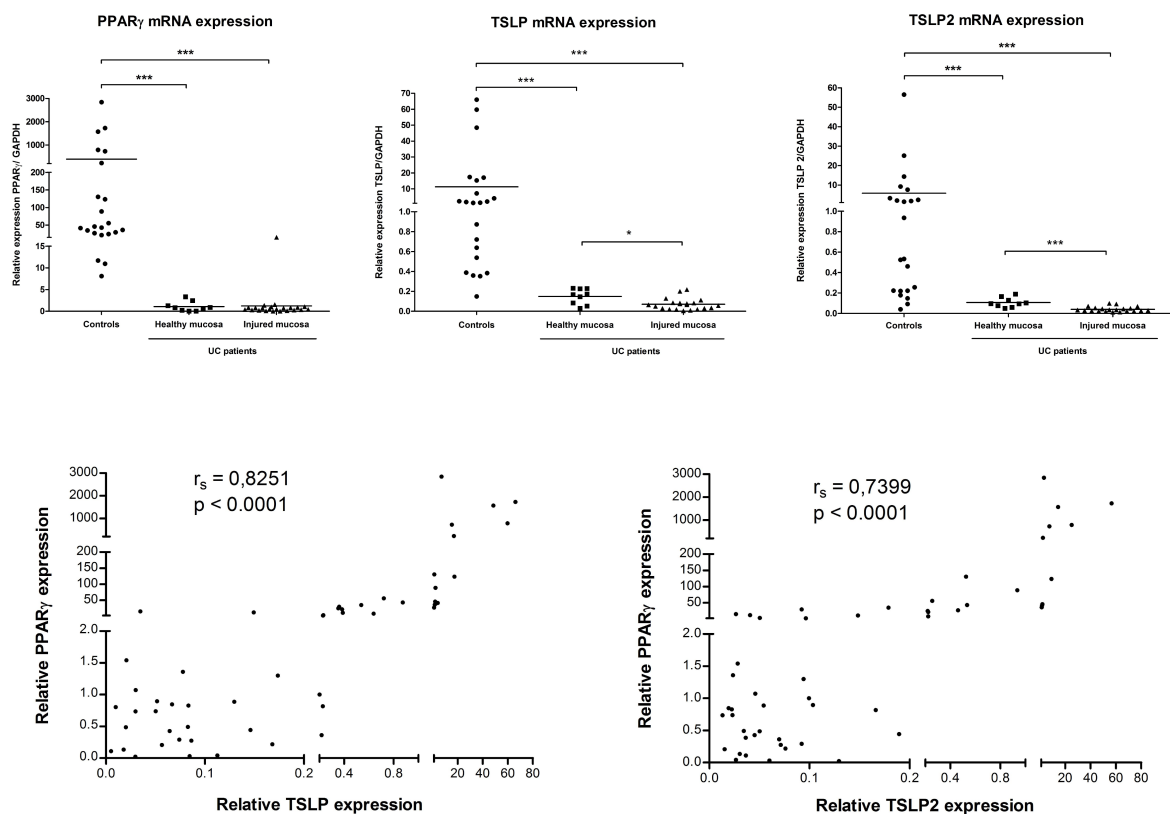 PPARγ mRNA expression
TSLP mRNA expression
TSLP2 mRNA expression
***
***
***
***
***
***
*
***
Relative expression PPARγ/ GAPDH
3000
2000
1000
200
150
100
50
15
10
5
0
Controls
Healthy mucosa
Injured mucosa
UC patients
Relative expression TSLP/GAPDH
70
60
50
40
30
20
10
1.0
0.8
0.6
0.4
0.2
0.0
Controls
Healthy mucosa
Injured mucosa
UC patients
Relative expression TSLP 2/GAPDH
60
50
40
30
20
10
1.0
0.8
0.6
0.4
0.2
0.0
Controls
Healthy mucosa
Injured mucosa
UC patients
rs = 0,8251
p < 0.0001
Relative PPARγ expression
3000
2000
1000
200
150
100
50
2.0
1.5
1.0
0.5
0.0
0.0 0.1 0.2 0.4 0.8 20 40 60 80
Relative TSLP expression
rs = 0,7399
p < 0.0001
Relative PPARγ expression
3000
2000
1000
200
150
100
50
2.0
1.5
1.0
0.5
0.0
0.0 0.1 0.2 0.4 0.8 20 40 60 80
Relative TSLP2 expression